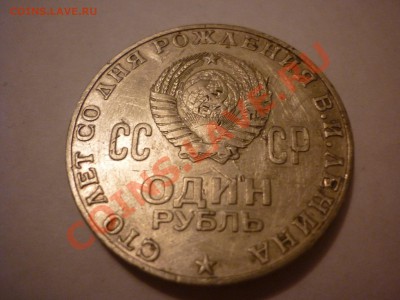 COINS.LAVE.RU
СТО ЛЕТ СО ДНЯ РОЖДЕНИЯ В.И.ЛЕНИНА
СС СР
ОДИН
РУБЛЬ
COINS.LAVE.RU